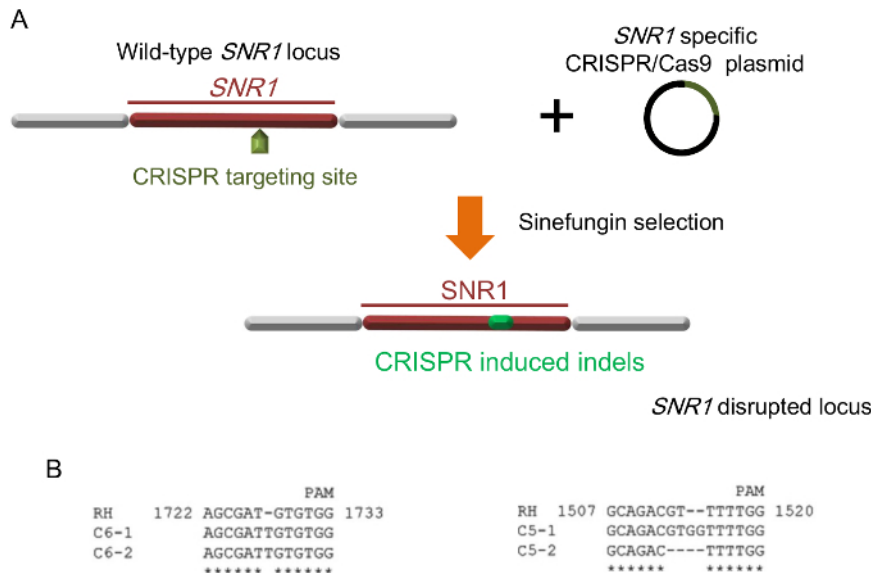 A
Wild-type SNR1 locus
SNR1
CRISPR targeting site
+
SNR1 specific
CRISPR/Cas9 plasmid
Sinefungin selection
SNR1
CRISPR induced indels
SNR1 disrupted locus
B
PAM
RH 1722 AGCGAT-GTGTGG 1733
C6-1 AGCGATTGTGTGG
C6-2 AGCGATTGTGTGG
****** ******
PAM
RH 1507 GCAGACGT--TTTTGG 1520
C5-1 GCAGACGTGGTTTTGG
C5-2 GCAGAC----TTTTGG
****** ******